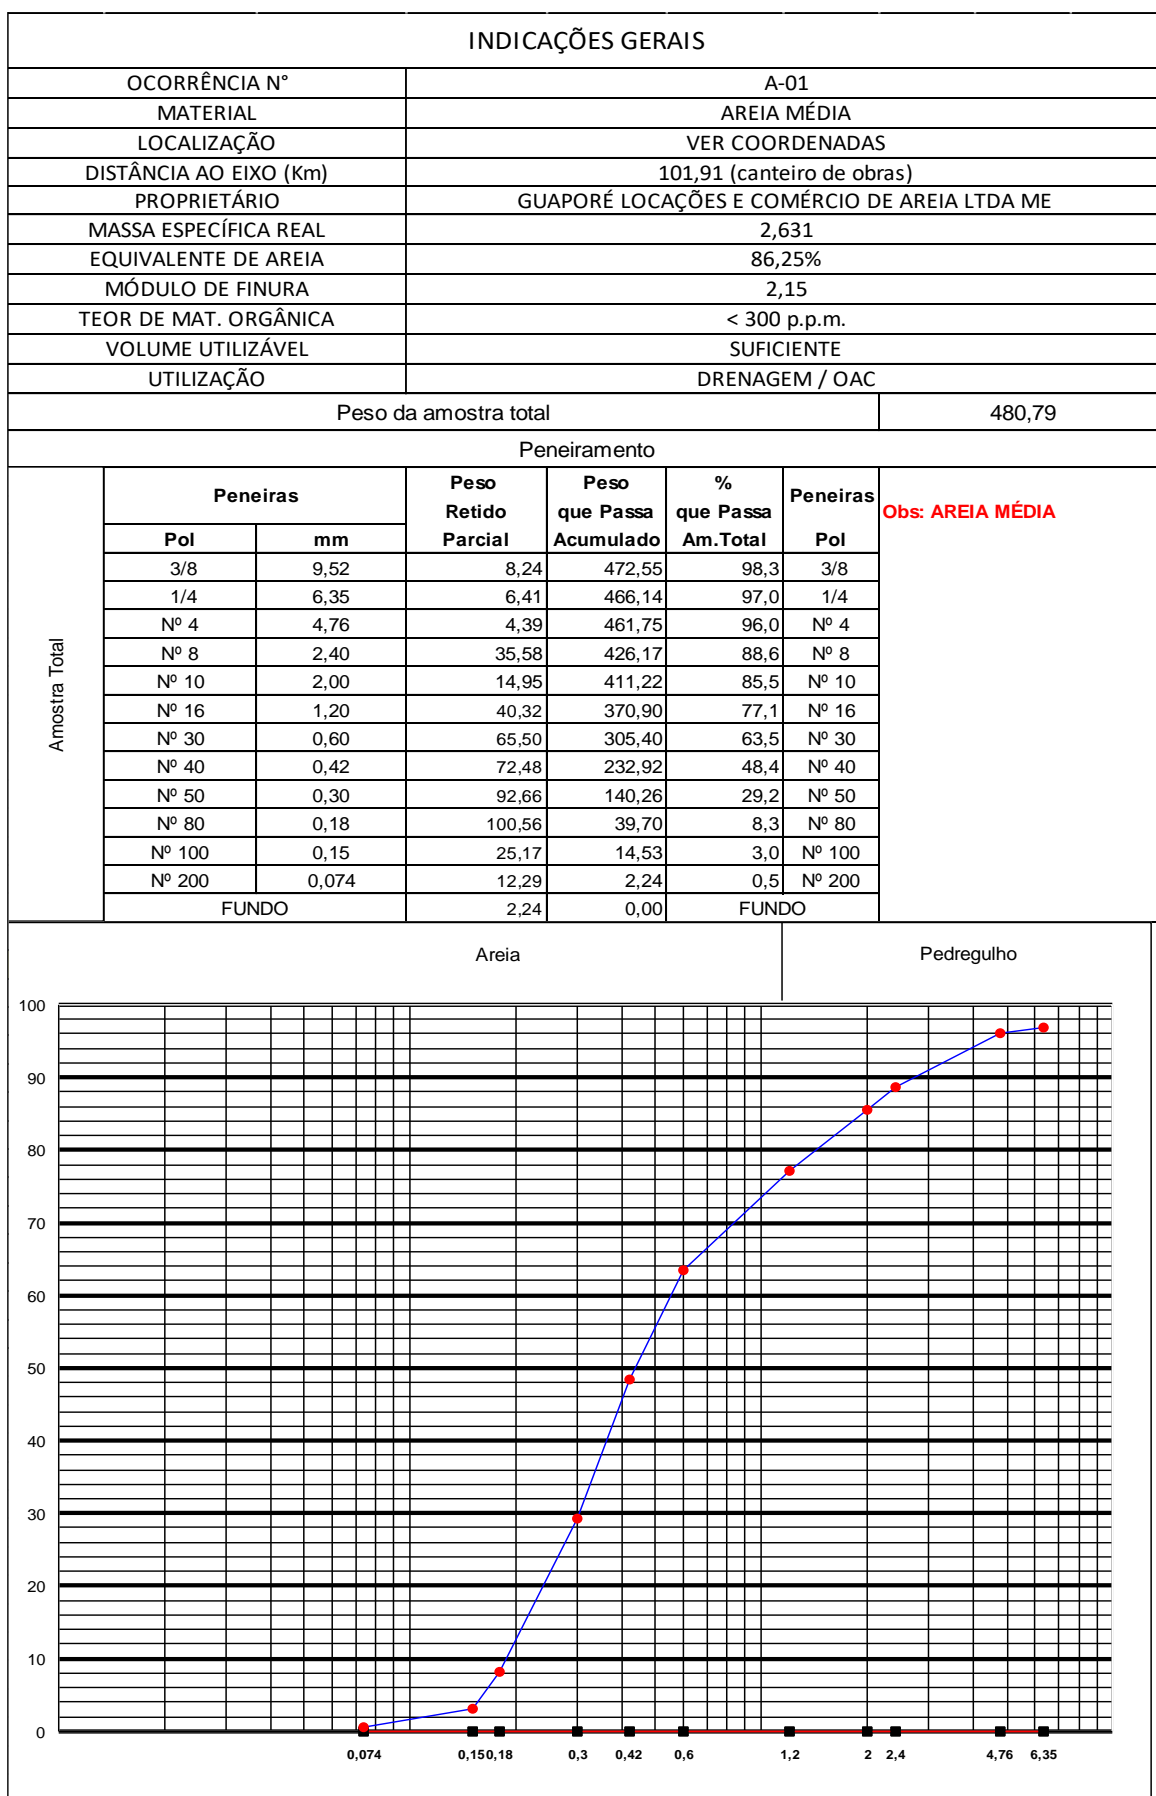 INDICAÇÕES GERAIS
OCORRÊNCIA N° A-01
MATERIAL AREIA MÉDIA
LOCALIZAÇÃO VER COORDENADAS
DISTÂNCIA AO EIXO (Km) 101,91 (canteiro de obras)
PROPRIETÁRIO GUAPORÉ LOCAÇÕES E COMÉRCIO DE AREIA LTDA ME
MASSA ESPECÍFICA REAL 2,631
EQUIVALENTE DE AREIA 86,25%
MÓDULO DE FINURA 2,15
TEOR DE MAT. ORGÂNICA < 300 p.p.m.
VOLUME UTILIZÁVEL SUFICIENTE
UTILIZAÇÃO DRENAGEM / OAC
Peso da amostra total 480,79
Peneiramento
Peneiras Peso Peso % Peneiras
Retido que Passa que Passa Obs: AREIA MÉDIA
Pol mm Parcial Acumulado Am.Total Pol
Amostra Total
3/8 9,52 8,24 472,55 98,3 3/8
1/4 6,35 6,41 466,14 97,0 1/4
Nº 4 4,76 4,39 461,75 96,0 Nº 4
Nº 8 2,40 35,58 426,17 88,6 Nº 8
Nº 10 2,00 14,95 411,22 85,5 Nº 10
Nº 16 1,20 40,32 370,90 77,1 Nº 16
Nº 30 0,60 65,50 305,40 63,5 Nº 30
Nº 40 0,42 72,48 232,92 48,4 Nº 40
Nº 50 0,30 92,66 140,26 29,2 Nº 50
Nº 80 0,18 100,56 39,70 8,3 Nº 80
Nº 100 0,15 25,17 14,53 3,0 Nº 100
Nº 200 0,074 12,29 2,24 0,5 Nº 200
FUNDO 2,24 0,00 FUNDO
Areia Pedregulho
100
90
80
70
60
50
40
30
20
10
0
0,074 0,15 0,18 0,3 0,42 0,6 1,2 2 2,4 4,76 6,35